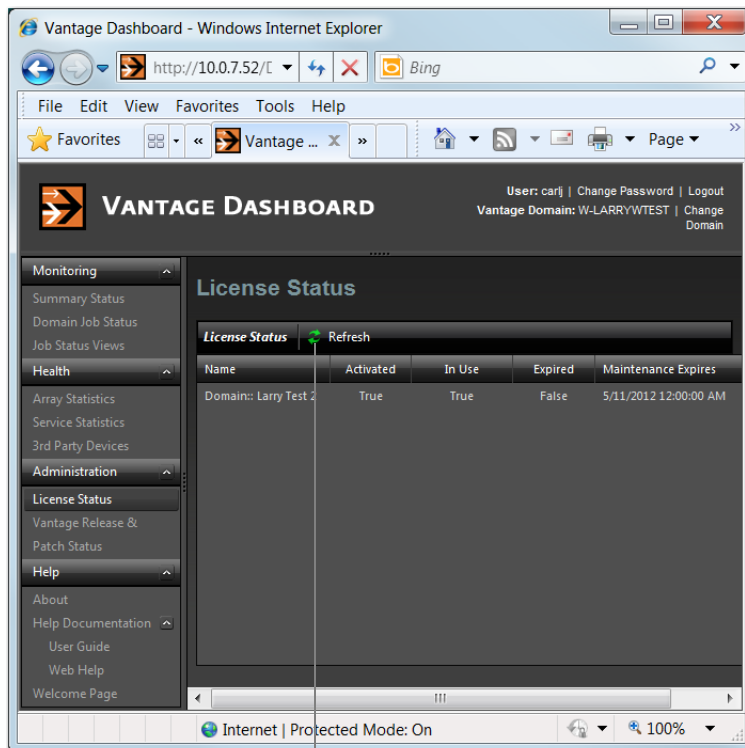 Vantage Dashboard - Windows Internet Explorer
http://10.0.7.52/D
Bing
File Edit View Favorites Tools Help
Favorites
« Vantage ... X »
Page
»
VANTAGE DASHBOARD
User: carlj | Change Password | Logout
Vantage Domain: W-LARRYWTEST | Change
Domain
Monitoring
Summary Status
Domain Job Status
Job Status Views
Health
Array Statistics
Service Statistics
3rd Party Devices
Administration
License Status
Vantage Release &
Patch Status
Help
About
Help Documentation
User Guide
Web Help
Welcome Page
License Status
License Status Refresh
Name Activated In Use Expired Maintenance Expires
Domain:: Larry Test 2 True True False 5/11/2012 12:00:00 AM
Internet | Protected Mode: On
100%